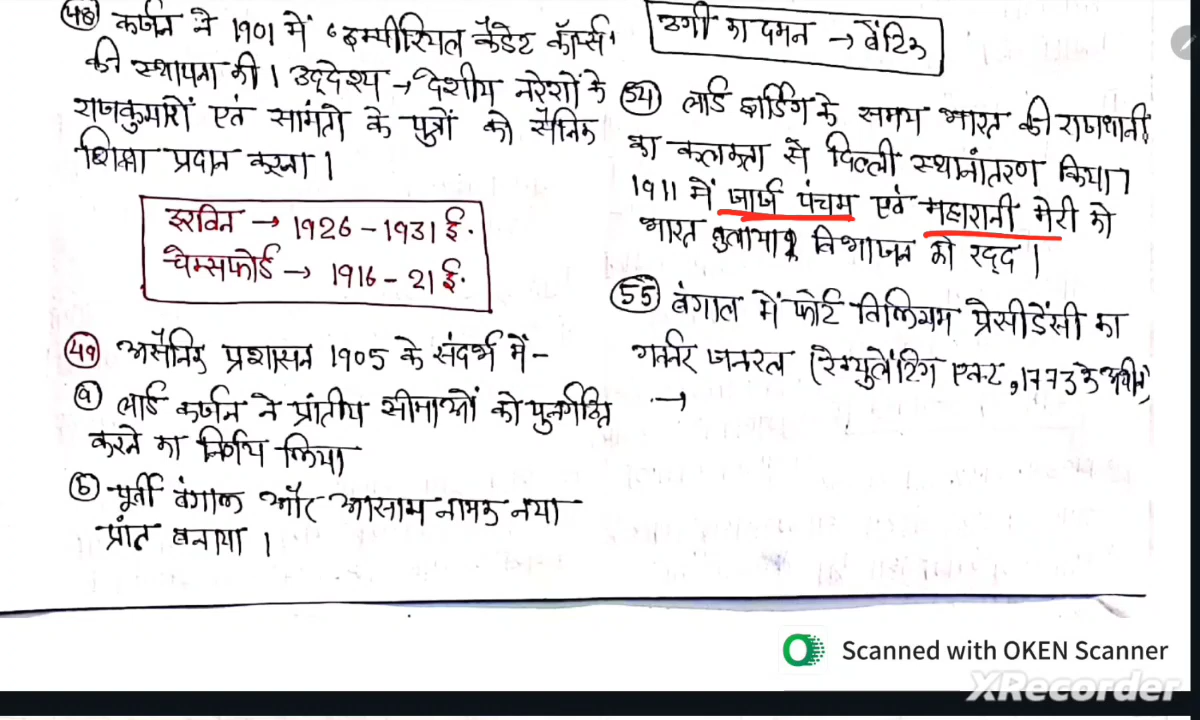 (48) कर्जन ने 1901 में 'इम्पीरियल कैडेट कॉर्प्स'
की स्थापना की। उद्देश्य → देशीय नरेशों के
राजकुमारों एवं सामंतो के पुत्रों को सैनिक
शिक्षा प्रदान करना।
इरविन → 1926 - 1931 ई.
चेम्सफोर्ड → 1916 - 21 ई.
(49) असैनिक प्रशासन 1905 के संदर्भ में -
(a) लार्ड कर्जन ने प्रांतीय सीमाओं को पुनर्गठित
करने का निर्णय लिया
(b) पूर्वी बंगाल और आसाम नामक नया
प्रांत बनाया।
ठगी का दमन → बैंटिक
(54) लार्ड हार्डिंग के समय भारत की राजधानी
का कलकत्ता से दिल्ली स्थानांतरण किया।
1911 में जार्ज पंचम एवं महारानी मेरी को
भारत बुलाया व विभाजन को रद्द।
(55) बंगाल में फोर्ट विलियम प्रेसीडेंसी का
गर्वनर जनरल (रेग्युलेटिंग एक्ट, 1773 के अधीन)
→
Scanned with OKEN Scanner
XRecorder